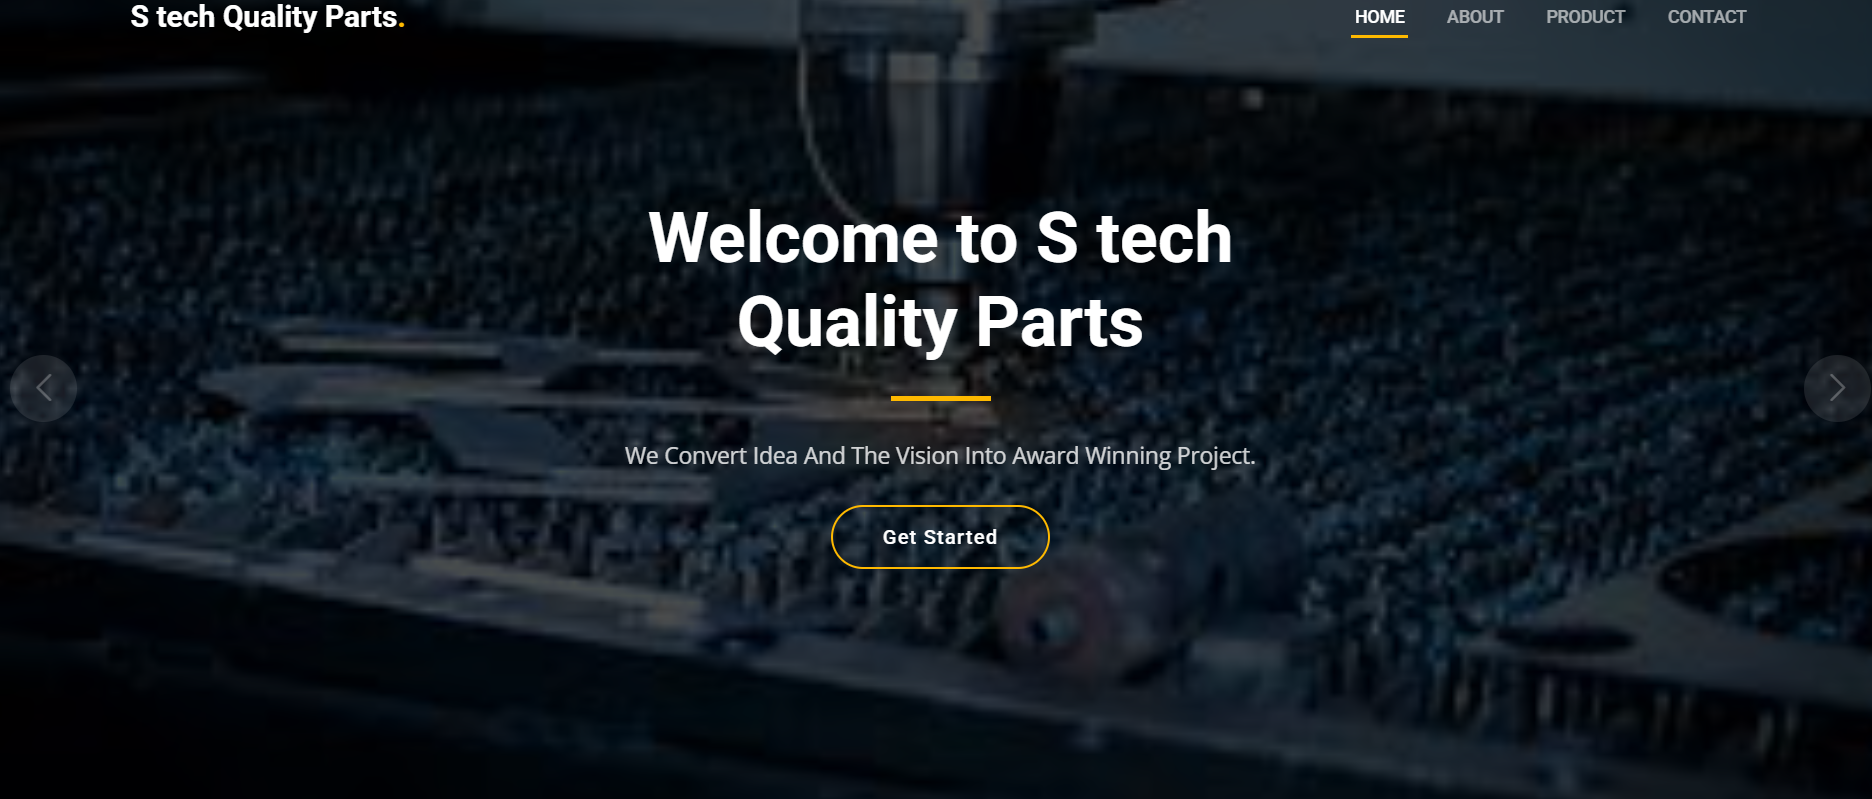 S tech Quality Parts.
HOME ABOUT PRODUCT CONTACT
Welcome to S tech
Quality Parts
We Convert Idea And The Vision Into Award Winning Project.
Get Started